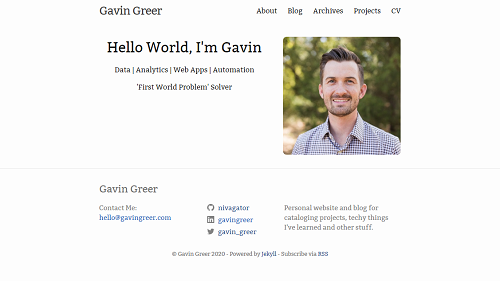 Gavin Greer
About Blog Archives Projects CV
Hello World, I'm Gavin
Data | Analytics | Web Apps | Automation
'First World Problem' Solver
Gavin Greer
Contact Me:
hello@gavingreer.com
nivagator
gavingreer
gavin_greer
Personal website and blog for
cataloging projects, techy things
I've learned and other stuff.
© Gavin Greer 2020 - Powered by Jekyll - Subscribe via RSS